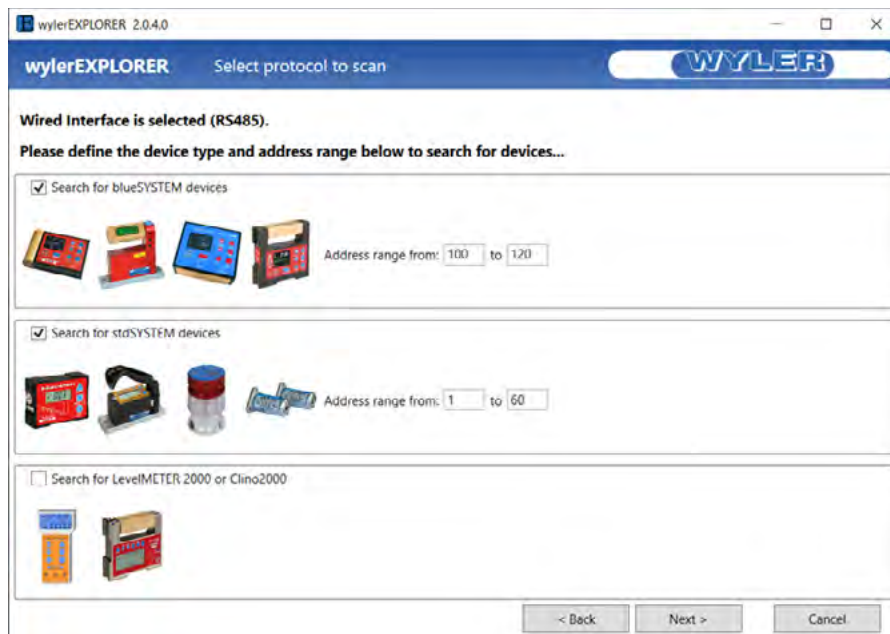 wylerEXPLORER 2.0.4.0
wylerEXPLORER Select protocol to scan
WYLER
Wired Interface is selected (RS485).
Please define the device type and address range below to search for devices...
Search for blueSYSTEM devices
Address range from: 100 to 120
Search for stdSYSTEM devices
Address range from: 1 to 60
Search for LevelMETER 2000 or Clino2000
< Back Next > Cancel